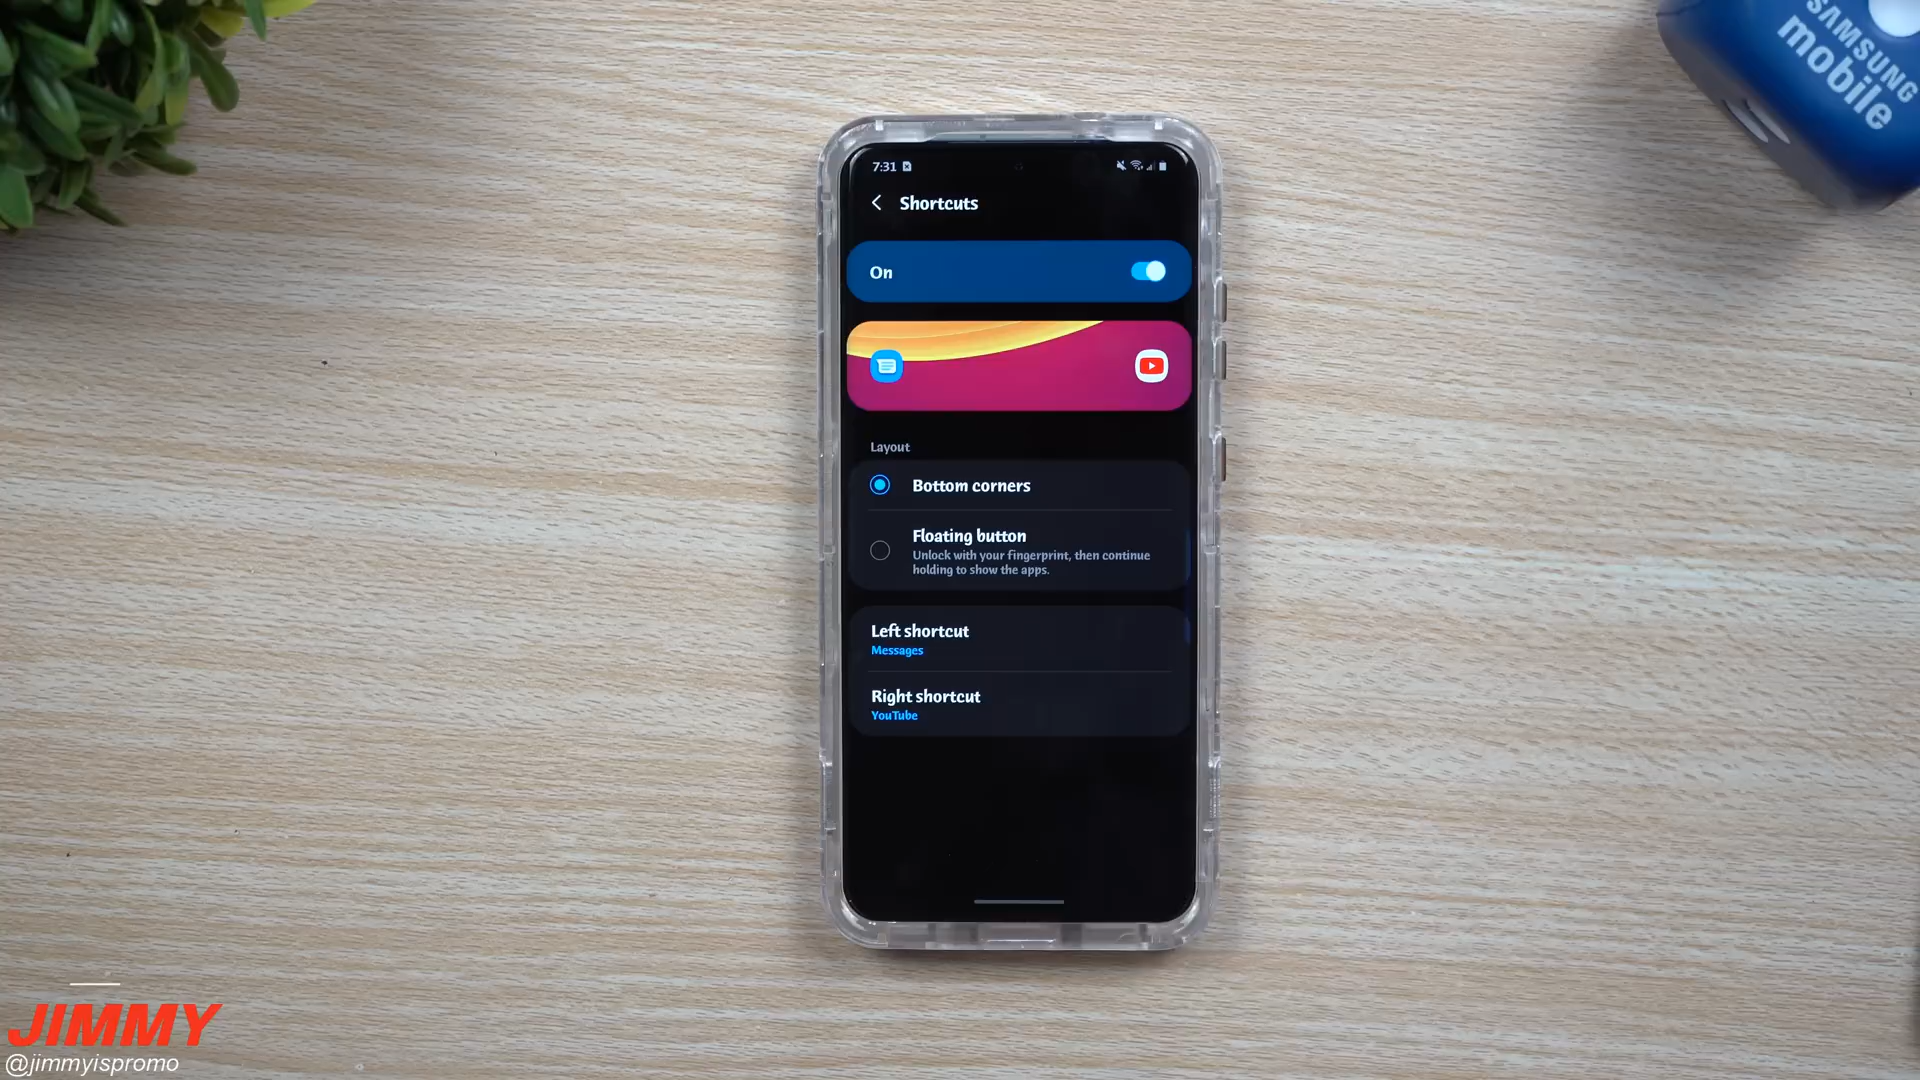 SAMSUNG
mobile
7:31
Shortcuts
On
Layout
Bottom corners
Floating button
Unlock with your fingerprint, then continue
holding to show the apps.
Left shortcut
Messages
Right shortcut
YouTube
JIMMY
@jimmyispromo